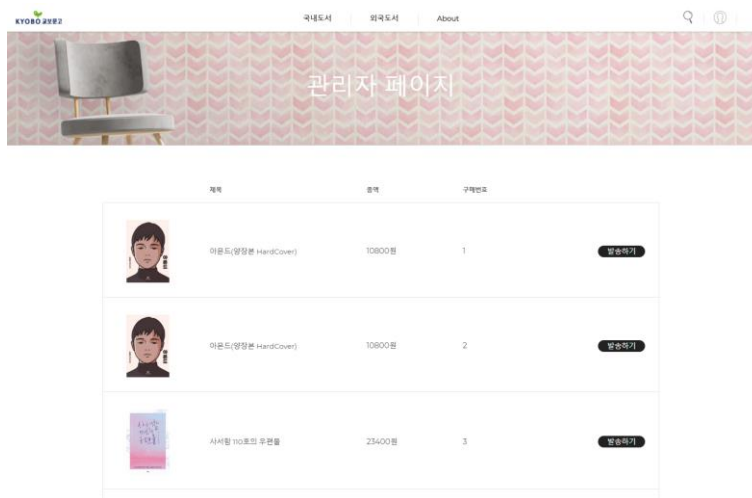 KYOBO 교보문고
국내도서 외국도서 About
관리자 페이지
제목 총액 구매번호
아몬드(양장본 HardCover) 10800원 1 발송하기
아몬드(양장본 HardCover) 10800원 2 발송하기
사서함 110호의 우편물 23400원 3 발송하기